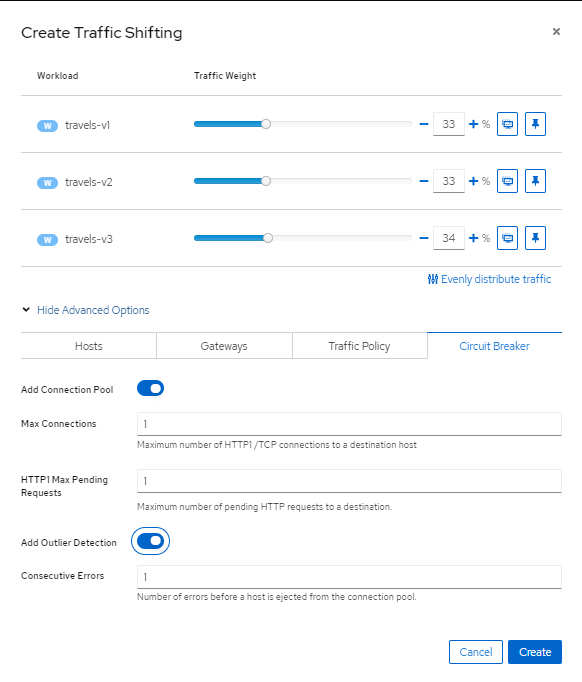 Create Traffic Shifting
Workload Traffic Weight
W travels-v1 33 %
W travels-v2 33 %
W travels-v3 34 %
Evenly distribute traffic
Hide Advanced Options
Hosts Gateways Traffic Policy Circuit Breaker
Add Connection Pool
Max Connections 1
Maximum number of HTTP1 /TCP connections to a destination host
HTTP1 Max Pending
Requests
1
Maximum number of pending HTTP requests to a destination.
Add Outlier Detection
Consecutive Errors 1
Number of errors before a host is ejected from the connection pool.
Cancel Create